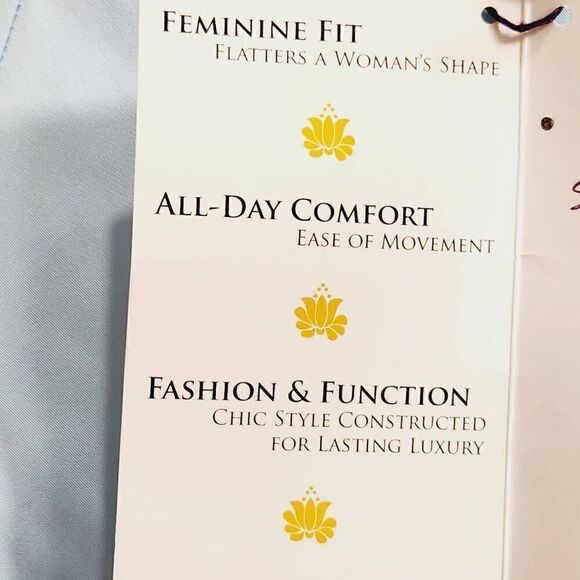 FEMININE FIT
FLATTERS A WOMAN'S SHAPE
ALL-DAY COMFORT
EASE OF MOVEMENT
FASHION & FUNCTION
CHIC STYLE CONSTRUCTED
FOR LASTING LUXURY